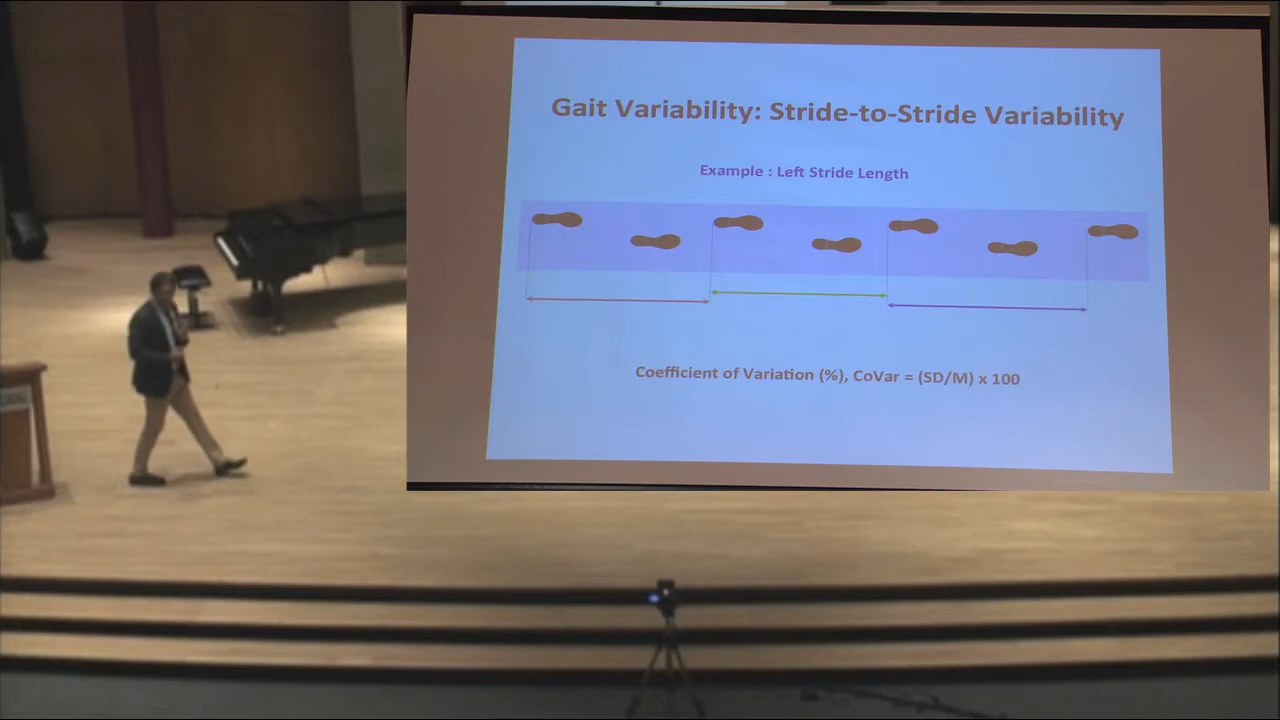 Gait Variability: Stride-to-Stride Variability
Example : Left Stride Length
Coefficient of Variation (%), CoVar = (SD/M) x 100